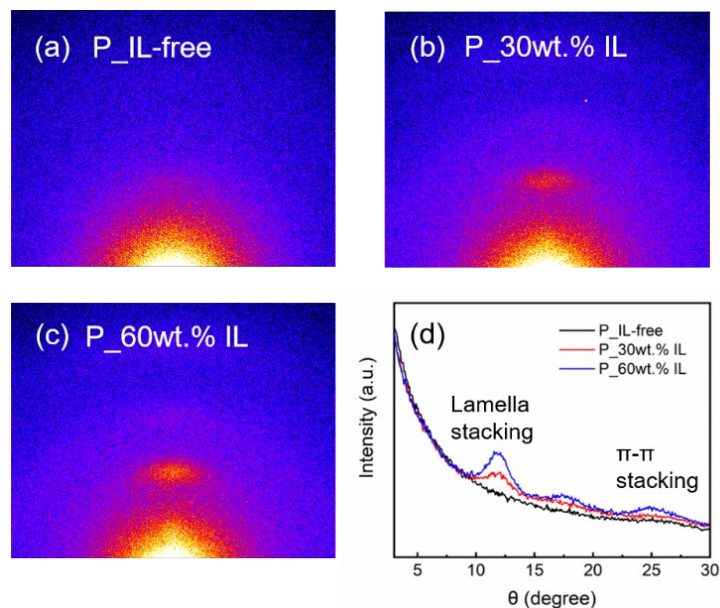 (a) P_IL-free
(b) P_30wt.% IL
(c) P_60wt.% IL
(d)
P_IL-free
P_30wt.% IL
P_60wt.% IL
Lamella
stacking
π-π
stacking
Intensity (a.u.)
5 10 15 20 25 30
θ (degree)